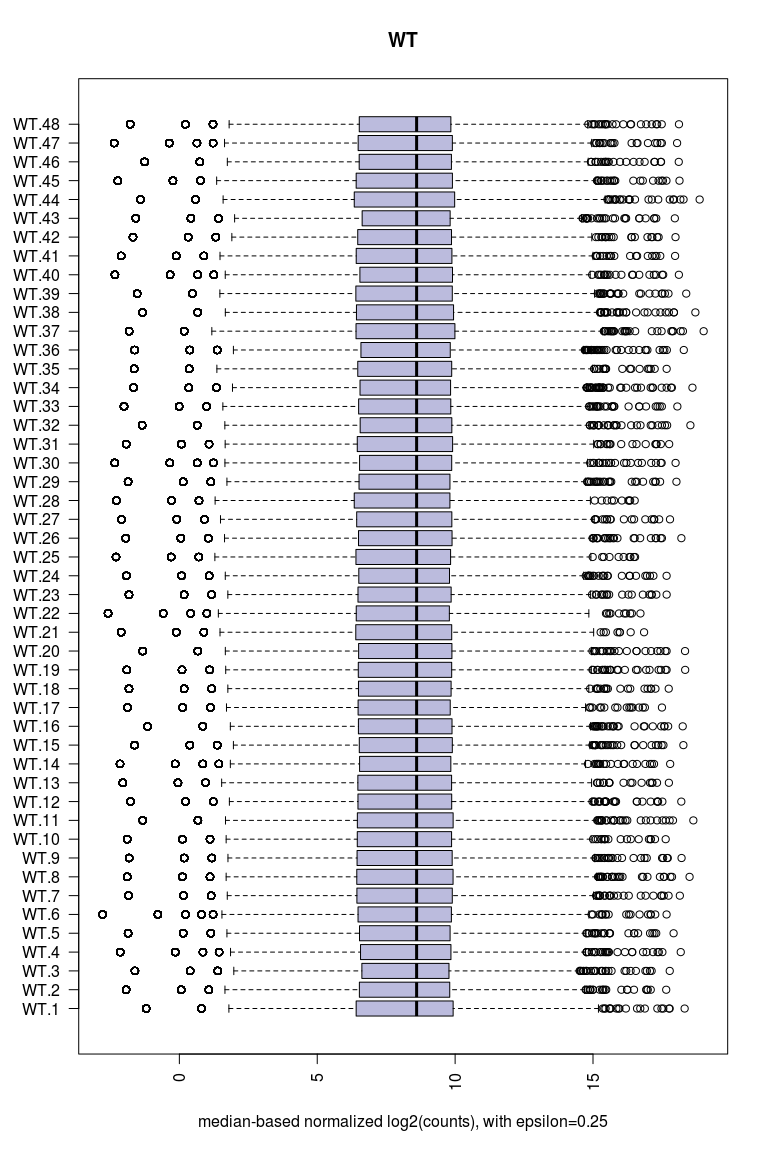 WT
WT.48
WT.47
WT.46
WT.45
WT.44
WT.43
WT.42
WT.41
WT.40
WT.39
WT.38
WT.37
WT.36
WT.35
WT.34
WT.33
WT.32
WT.31
WT.30
WT.29
WT.28
WT.27
WT.26
WT.25
WT.24
WT.23
WT.22
WT.21
WT.20
WT.19
WT.18
WT.17
WT.16
WT.15
WT.14
WT.13
WT.12
WT.11
WT.10
WT.9
WT.8
WT.7
WT.6
WT.5
WT.4
WT.3
WT.2
WT.1
0 5 10 15
median-based normalized log2(counts), with epsilon=0.25